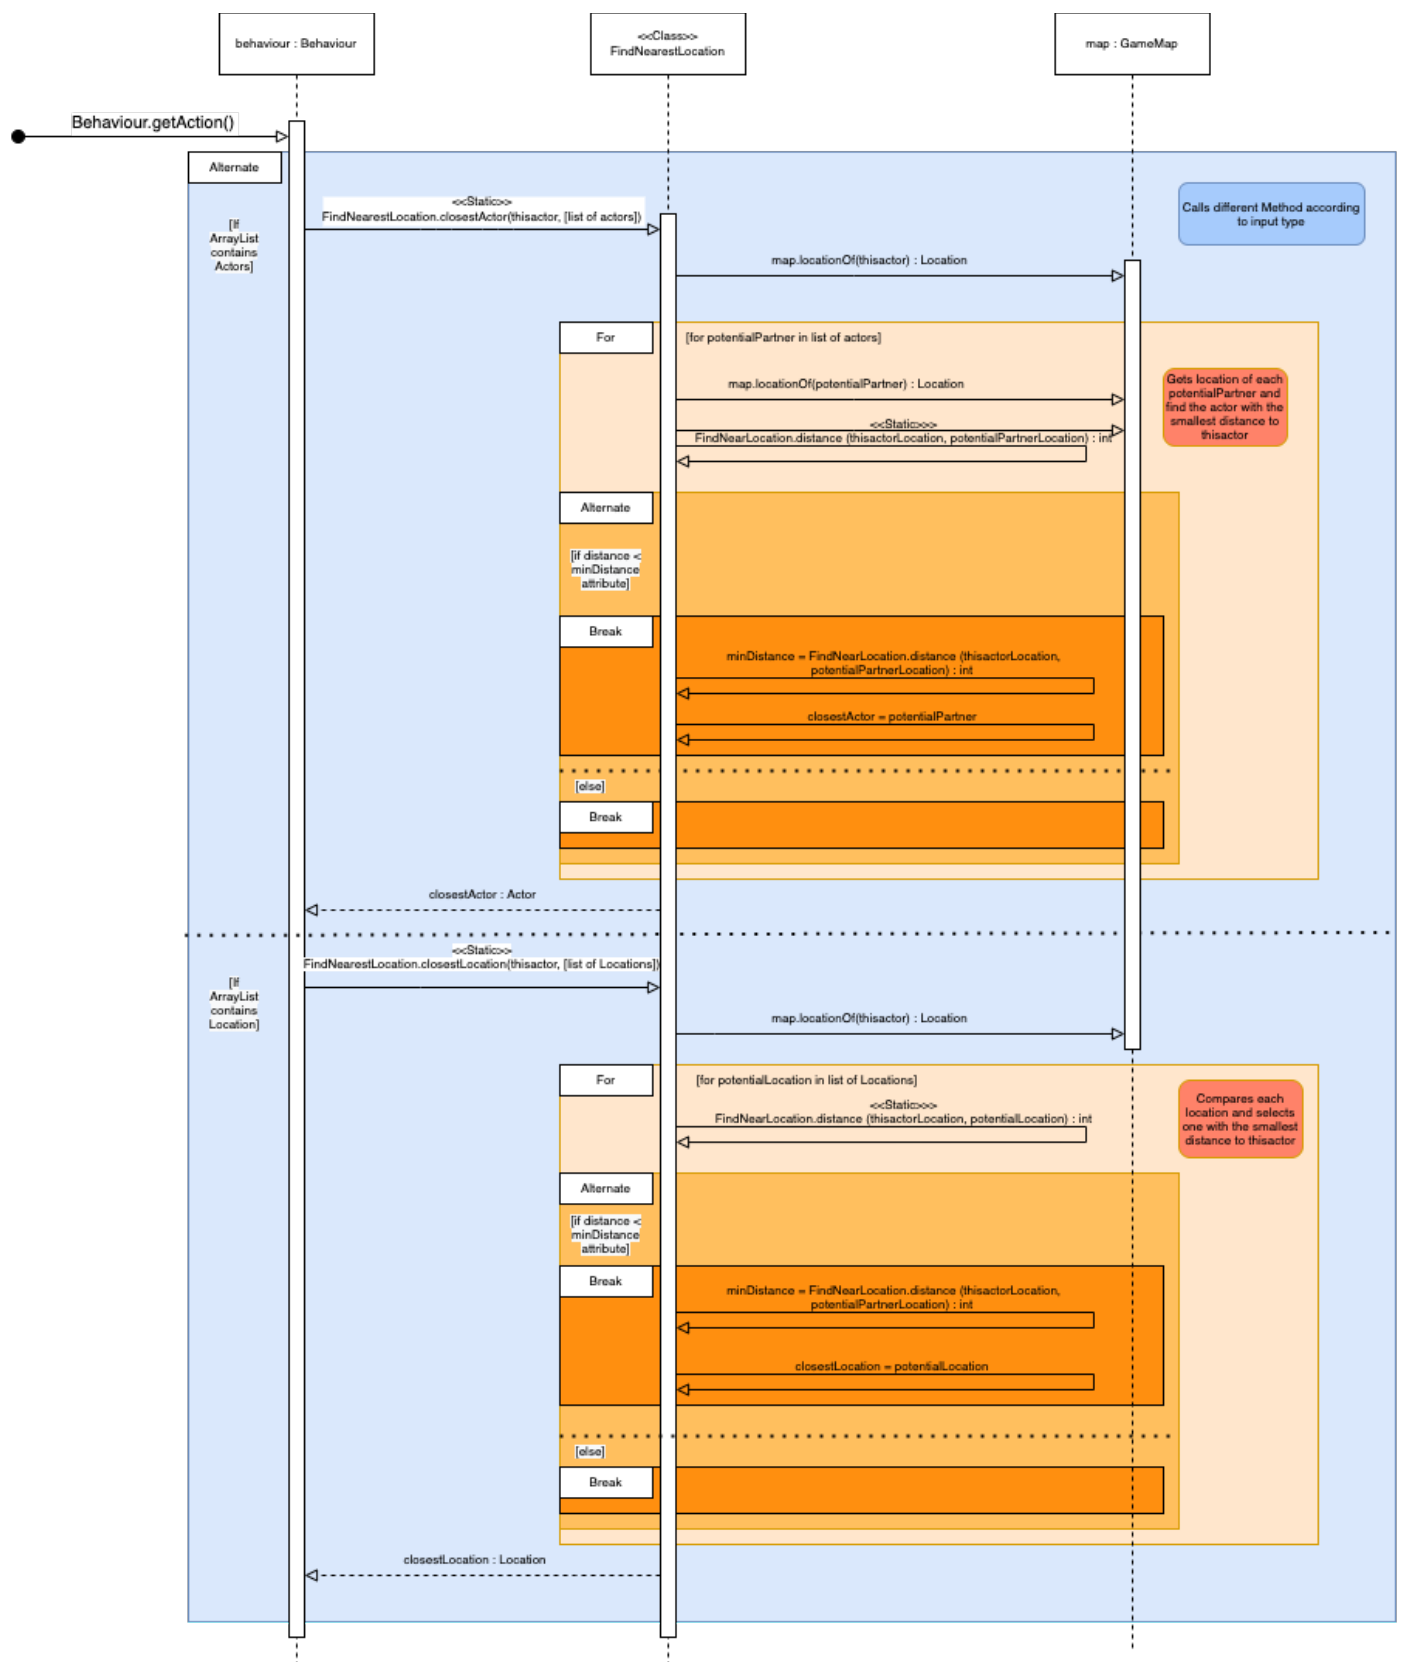 behaviour : Behaviour
<<Class>>
FindNearestLocation
map : GameMap
Behaviour.getAction()
Alternate
<<Static>>
FindNearestLocation.closestActor(thisactor, [list of actors])
Calls different Method according
to input type
[If
ArrayList
contains
Actors]
map.locationOf(thisactor) : Location
For
[for potentialPartner in list of actors]
map.locationOf(potentialPartner) : Location
Gets location of each
potentialPartner and
find the actor with the
smallest distance to
thisactor
<<Static>>>
FindNearLocation.distance (thisactorLocation, potentialPartnerLocation) : int
Alternate
[if distance <
minDistance
attribute]
Break
minDistance = FindNearLocation.distance (thisactorLocation,
potentialPartnerLocation) : int
closestActor = potentialPartner
[else]
Break
closestActor : Actor
<<Static>>
FindNearestLocation.closestLocation(thisactor, [list of Locations])
[If
ArrayList
contains
Location]
map.locationOf(thisactor) : Location
For
[for potentialLocation in list of Locations]
<<Static>>>
FindNearLocation.distance (thisactorLocation, potentialLocation) : int
Compares each
location and selects
one with the smallest
distance to thisactor
Alternate
[if distance <
minDistance
attribute]
Break
minDistance = FindNearLocation.distance (thisactorLocation,
potentialPartnerLocation) : int
closestLocation = potentialLocation
[else]
Break
closestLocation : Location